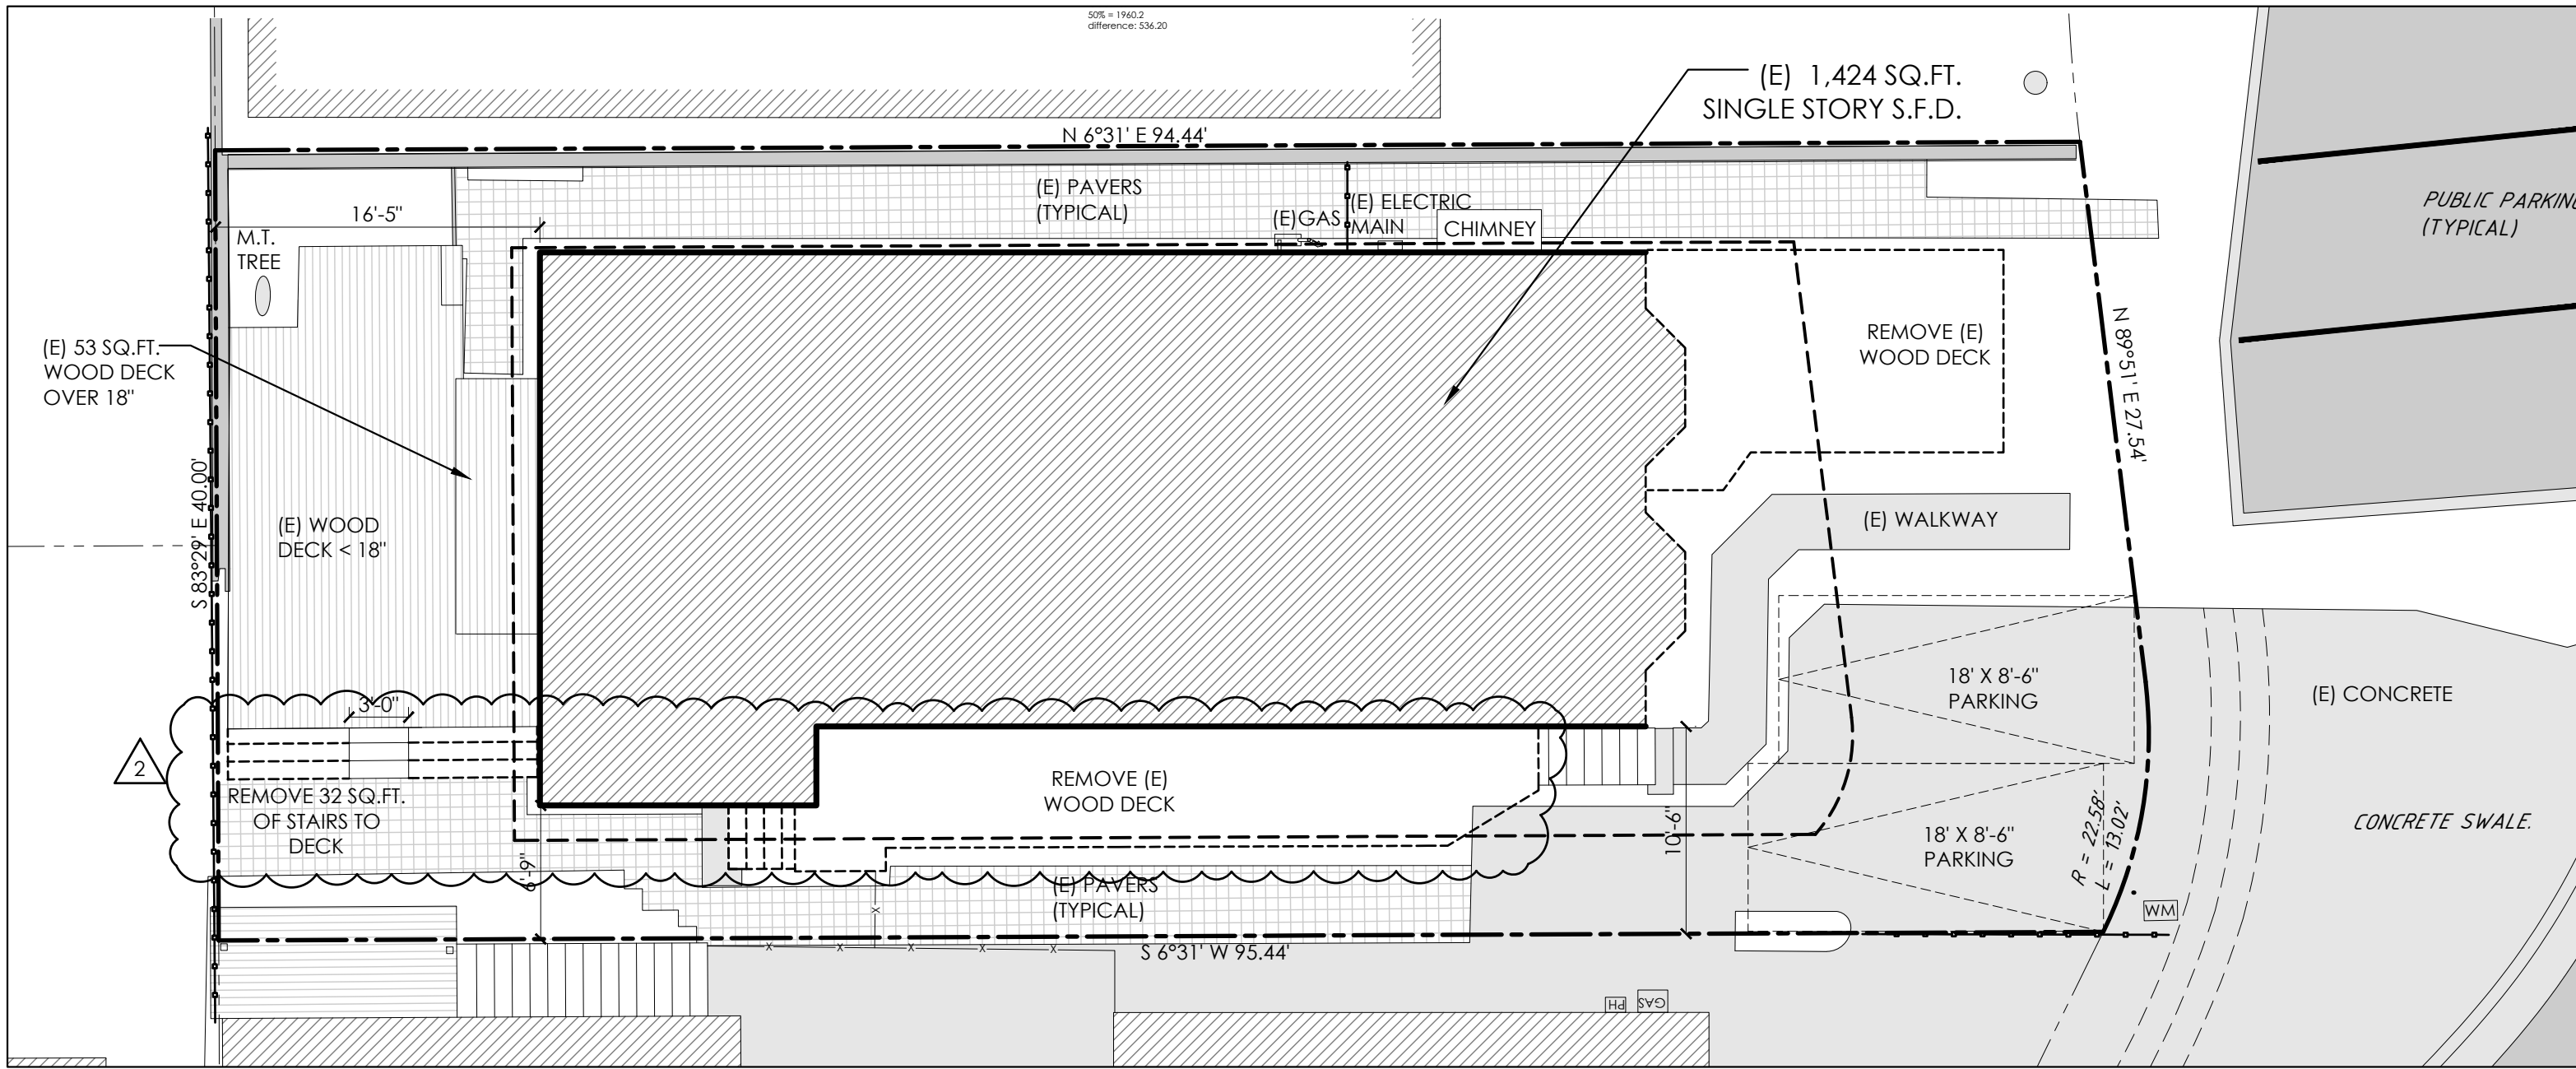 50% = 1960.2
difference: 536.20
(E) 1,424 SQ.FT.
SINGLE STORY S.F.D.
N 6°31' E 94.44'
(E) PAVERS
(TYPICAL)
(E)GAS
(E) ELECTRIC
MAIN
CHIMNEY
16'-5"
M.T.
TREE
PUBLIC PARKING
(TYPICAL)
(E) 53 SQ.FT.
WOOD DECK
OVER 18"
REMOVE (E)
WOOD DECK
N 89°51' E 27.54'
S 83°29' E 40.00'
(E) WOOD
DECK < 18"
(E) WALKWAY
3'-0"
18' X 8'-6"
PARKING
(E) CONCRETE
2
REMOVE (E)
WOOD DECK
REMOVE 32 SQ.FT.
OF STAIRS TO
DECK
6'-9"
10'-6"
18' X 8'-6"
PARKING
R = 22.58'
L = 13.02'
CONCRETE SWALE.
(E) PAVERS
(TYPICAL)
X
WM
X X X X X
S 6°31' W 95.44'
PH
GAS